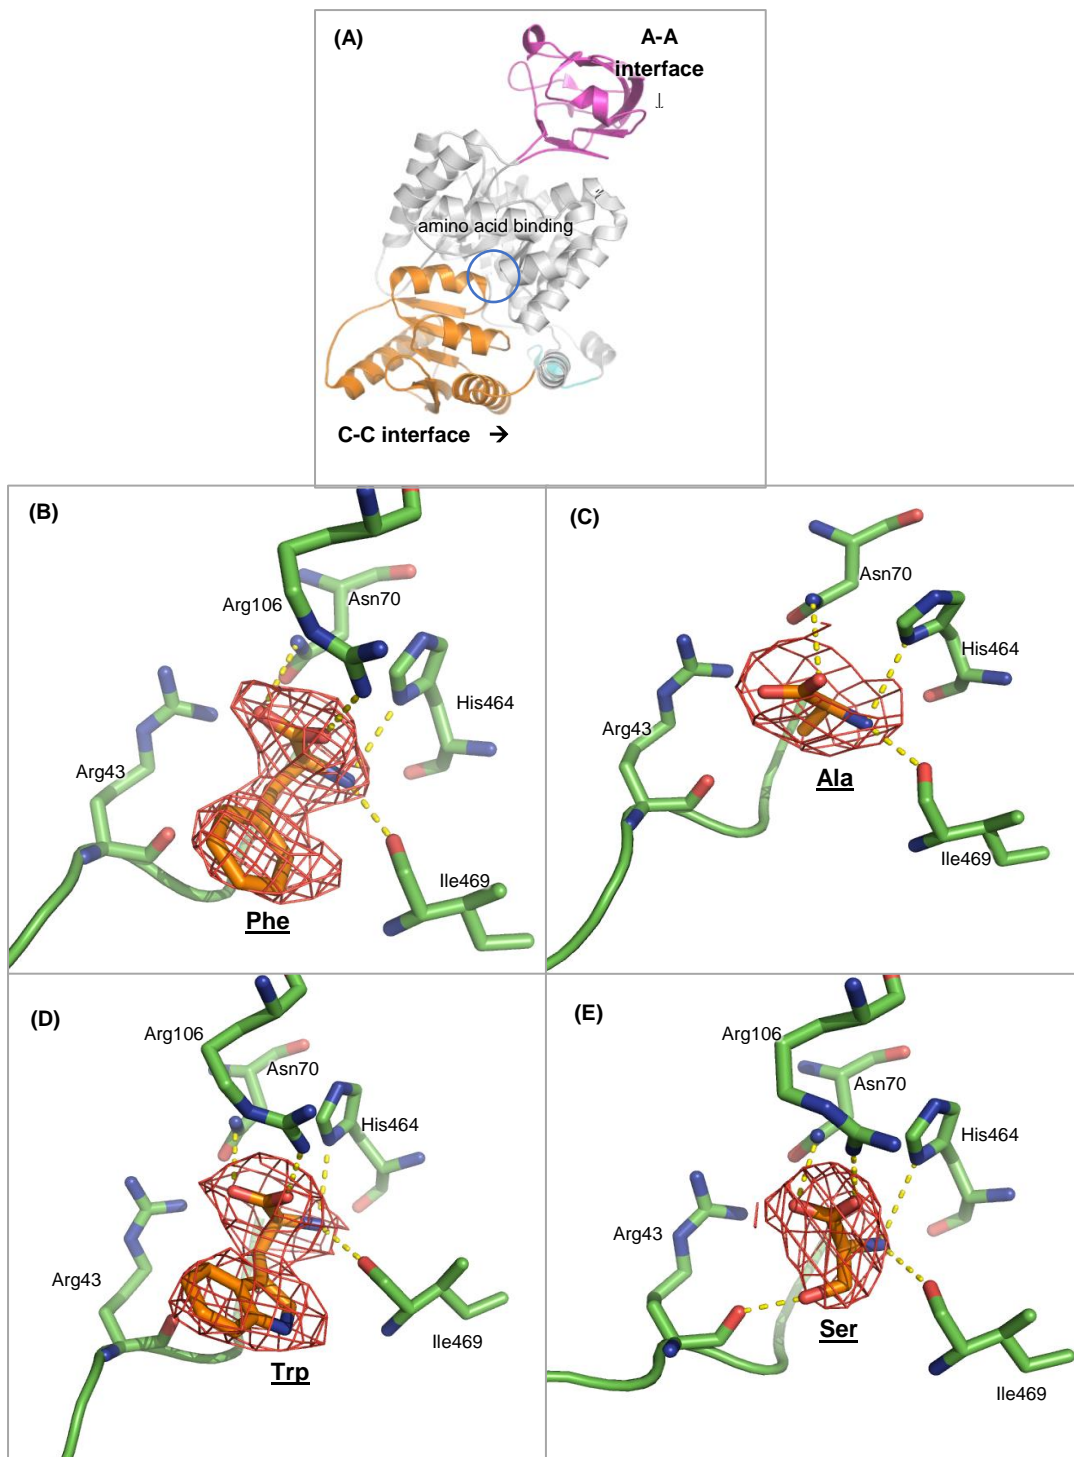 (A)
A-A
interface
amino acid binding
C-C interface →
(B)
Arg106
Asn70
His464
Arg43
Ile469
Phe
(C)
Asn70
His464
Arg43
Ala
Ile469
(D)
Arg106
Asn70
His464
Arg43
Ile469
Trp
(E)
Arg106
Asn70
His464
Arg43
Ser
Ile469